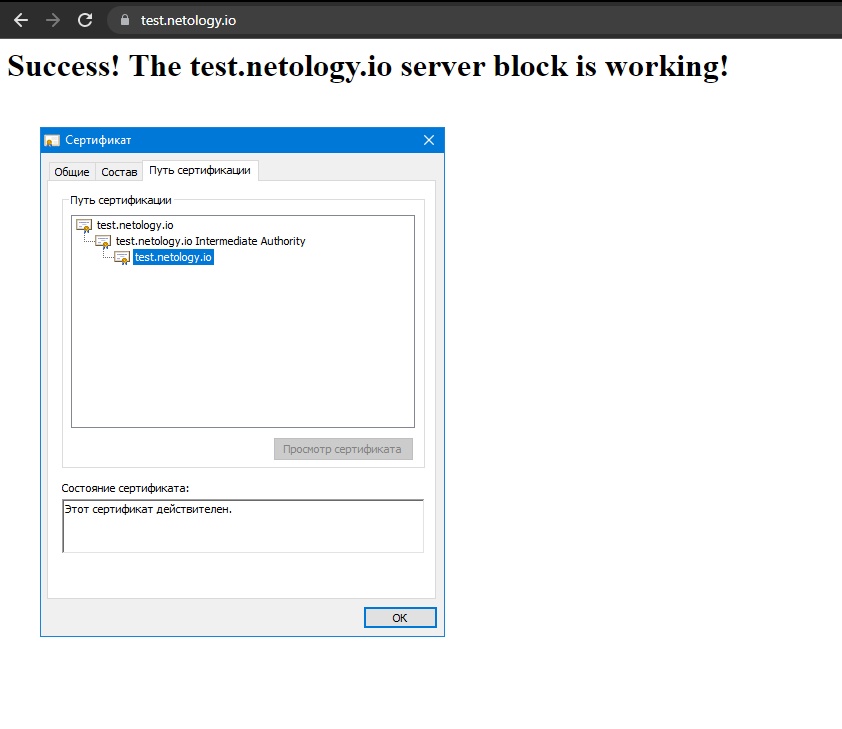 test.netology.io
Success! The test.netology.io server block is working!
Сертификат
Общие Состав Путь сертификации
Путь сертификации
test.netology.io
test.netology.io Intermediate Authority
test.netology.io
Просмотр сертификата
Состояние сертификата:
Этот сертификат действителен.
OK